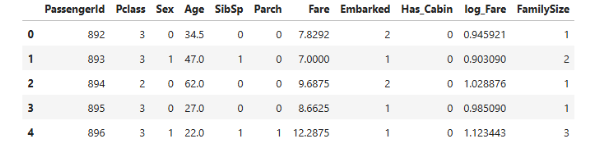 PassengerId Pclass Sex Age SibSp Parch Fare Embarked Has_Cabin log_Fare FamilySize
0 892 3 0 34.5 0 0 7.8292 2 0 0.945921 1
1 893 3 1 47.0 1 0 7.0000 1 0 0.903090 2
2 894 2 0 62.0 0 0 9.6875 2 0 1.028876 1
3 895 3 0 27.0 0 0 8.6625 1 0 0.985090 1
4 896 3 1 22.0 1 1 12.2875 1 0 1.123443 3